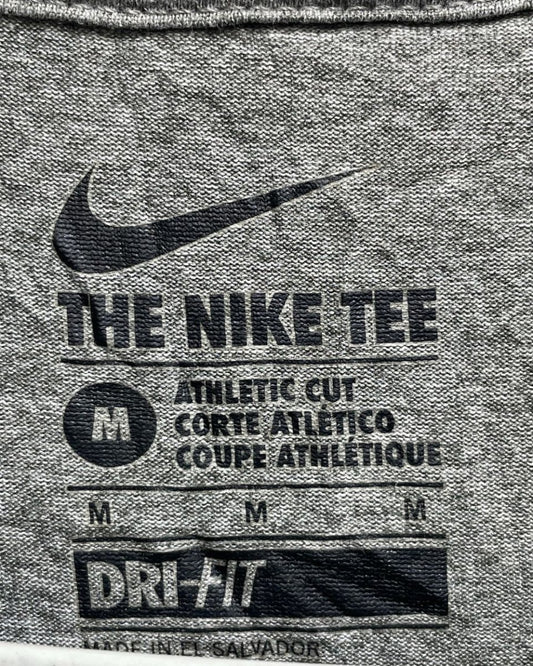 THE NIKE TEE
M
ATHLETIC CUT
CORTE ATLÉTICO
COUPE ATHLÉTIQUE
M M M
DRI-FIT
MADE IN EL SALVADOR